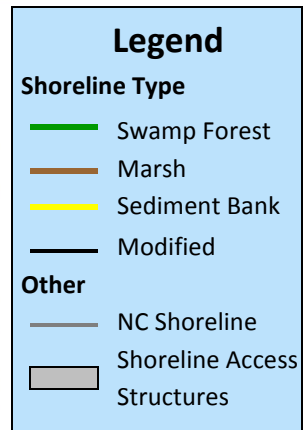 Legend
Shoreline Type
Swamp Forest
Marsh
Sediment Bank
Modified
Other
NC Shoreline
Shoreline Access
Structures